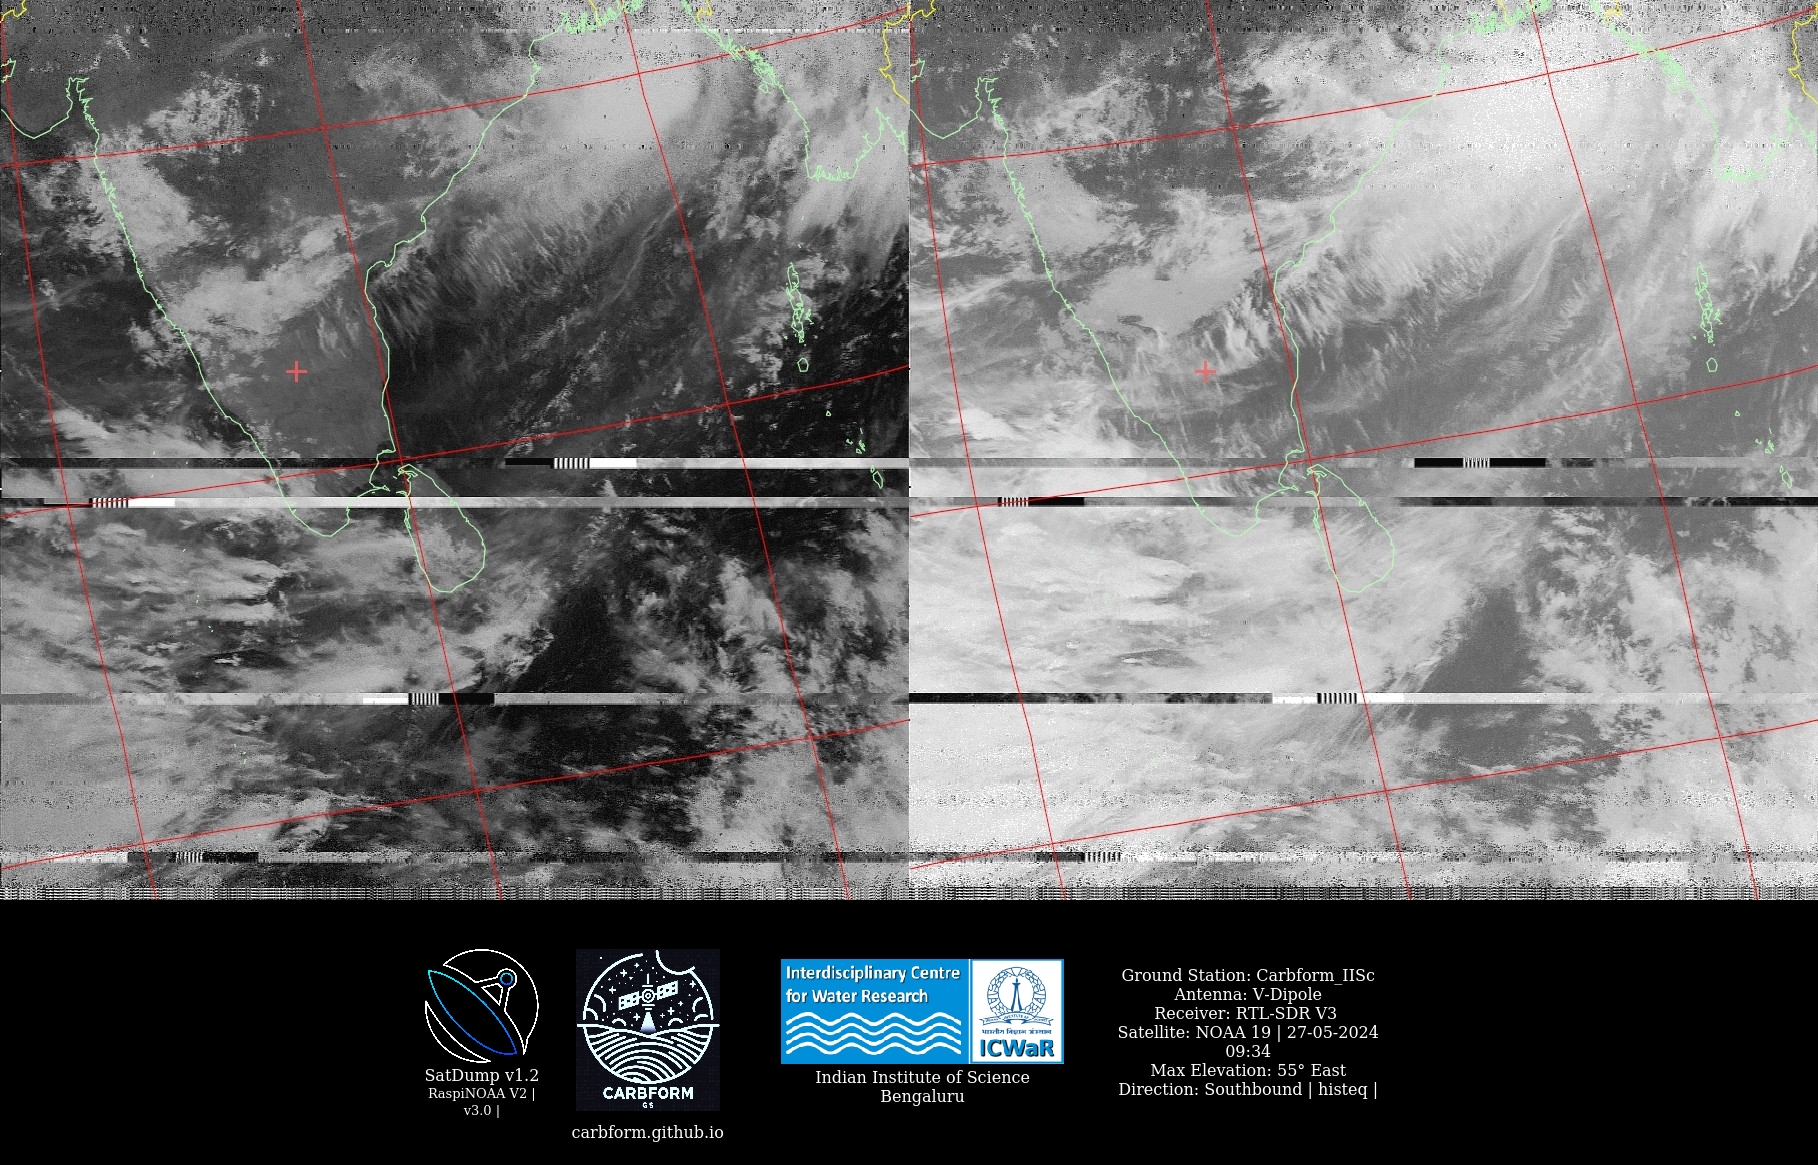 SatDump v1.2
RaspiNOAA V2 |
v3.0 |
CARBFORM
GS
carbform.github.io
Interdisciplinary Centre
for Water Research
भारतीय विज्ञान संस्थान
ICWaR
Indian Institute of Science
Bengaluru
Ground Station: Carbform_IISc
Antenna: V-Dipole
Receiver: RTL-SDR V3
Satellite: NOAA 19 | 27-05-2024
09:34
Max Elevation: 55° East
Direction: Southbound | histeq |